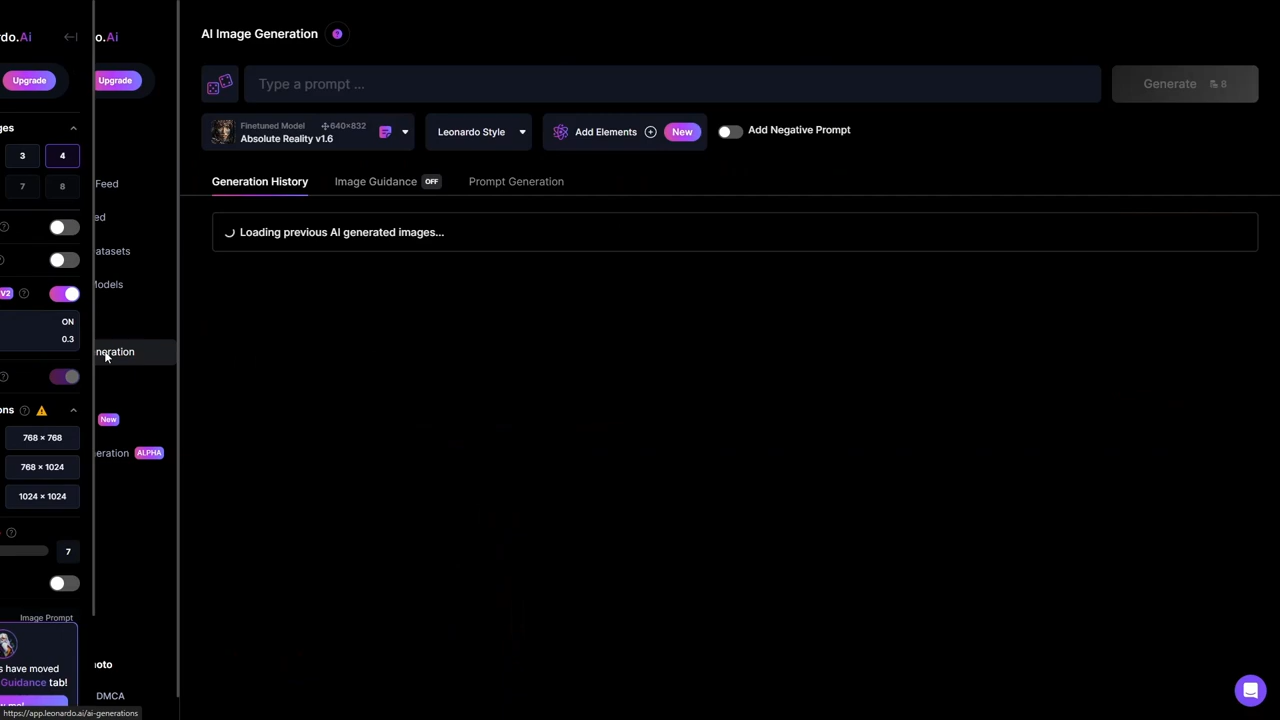 rdo.Ai
o.Ai
Upgrade
Upgrade
ges
3
4
7
8
V2
ON
0.3
ons
768 × 768
768 × 1024
1024 × 1024
7
Image Prompt
s have moved
Guidance tab!
w me!
Feed
ed
atasets
Models
neration
New
eration
ALPHA
hoto
DMCA
https://app.leonardo.ai/ai-generations
AI Image Generation
?
Type a prompt ...
Generate
8
Finetuned Model
640×832
Absolute Reality v1.6
Leonardo Style
Add Elements
New
Add Negative Prompt
Generation History
Image Guidance
OFF
Prompt Generation
Loading previous AI generated images...